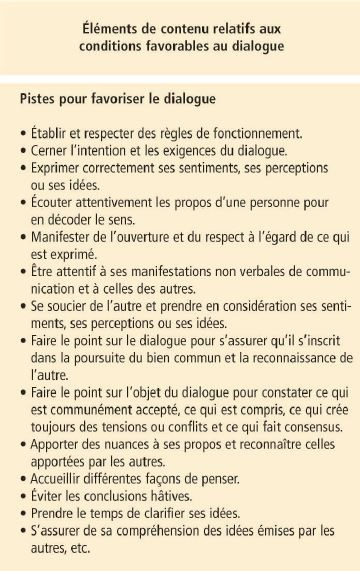 Éléments de contenu relatifs aux
conditions favorables au dialogue
Pistes pour favoriser le dialogue
• Établir et respecter des règles de fonctionnement.
• Cerner l'intention et les exigences du dialogue.
• Exprimer correctement ses sentiments, ses perceptions
ou ses idées.
• Écouter attentivement les propos d'une personne pour
en décoder le sens.
• Manifester de l'ouverture et du respect à l'égard de ce qui
est exprimé.
• Être attentif à ses manifestations non verbales de commu-
nication et à celles des autres.
• Se soucier de l'autre et prendre en considération ses senti-
ments, ses perceptions ou ses idées.
• Faire le point sur le dialogue pour s'assurer qu'il s'inscrit
dans la poursuite du bien commun et la reconnaissance de
l'autre.
• Faire le point sur l'objet du dialogue pour constater ce qui
est communément accepté, ce qui est compris, ce qui crée
toujours des tensions ou conflits et ce qui fait consensus.
• Apporter des nuances à ses propos et reconnaître celles
apportées par les autres.
• Accueillir différentes façons de penser.
• Éviter les conclusions hâtives.
• Prendre le temps de clarifier ses idées.
• S'assurer de sa compréhension des idées émises par les
autres, etc.